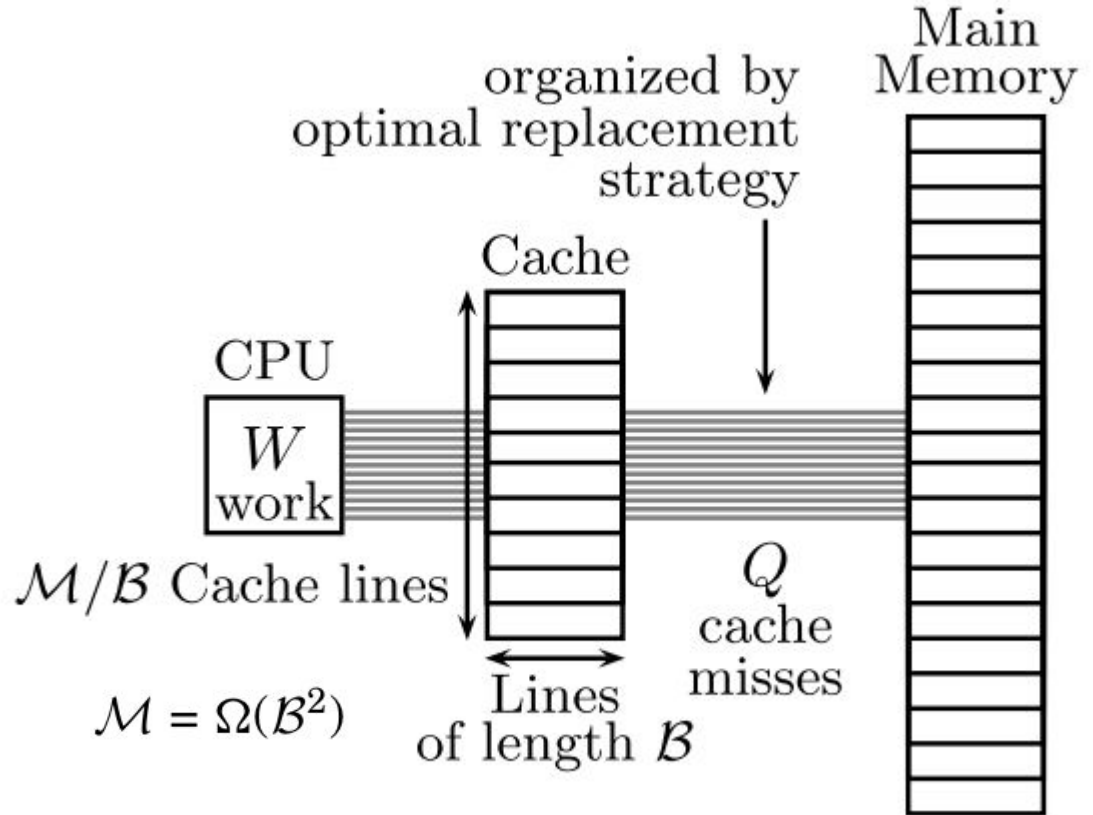 Main
Memory
organized by
optimal replacement
strategy
Cache
CPU
W
work
ℳ/ℬ Cache lines
Q
cache
misses
Lines
of length ℬ
ℳ = Ω(ℬ²)